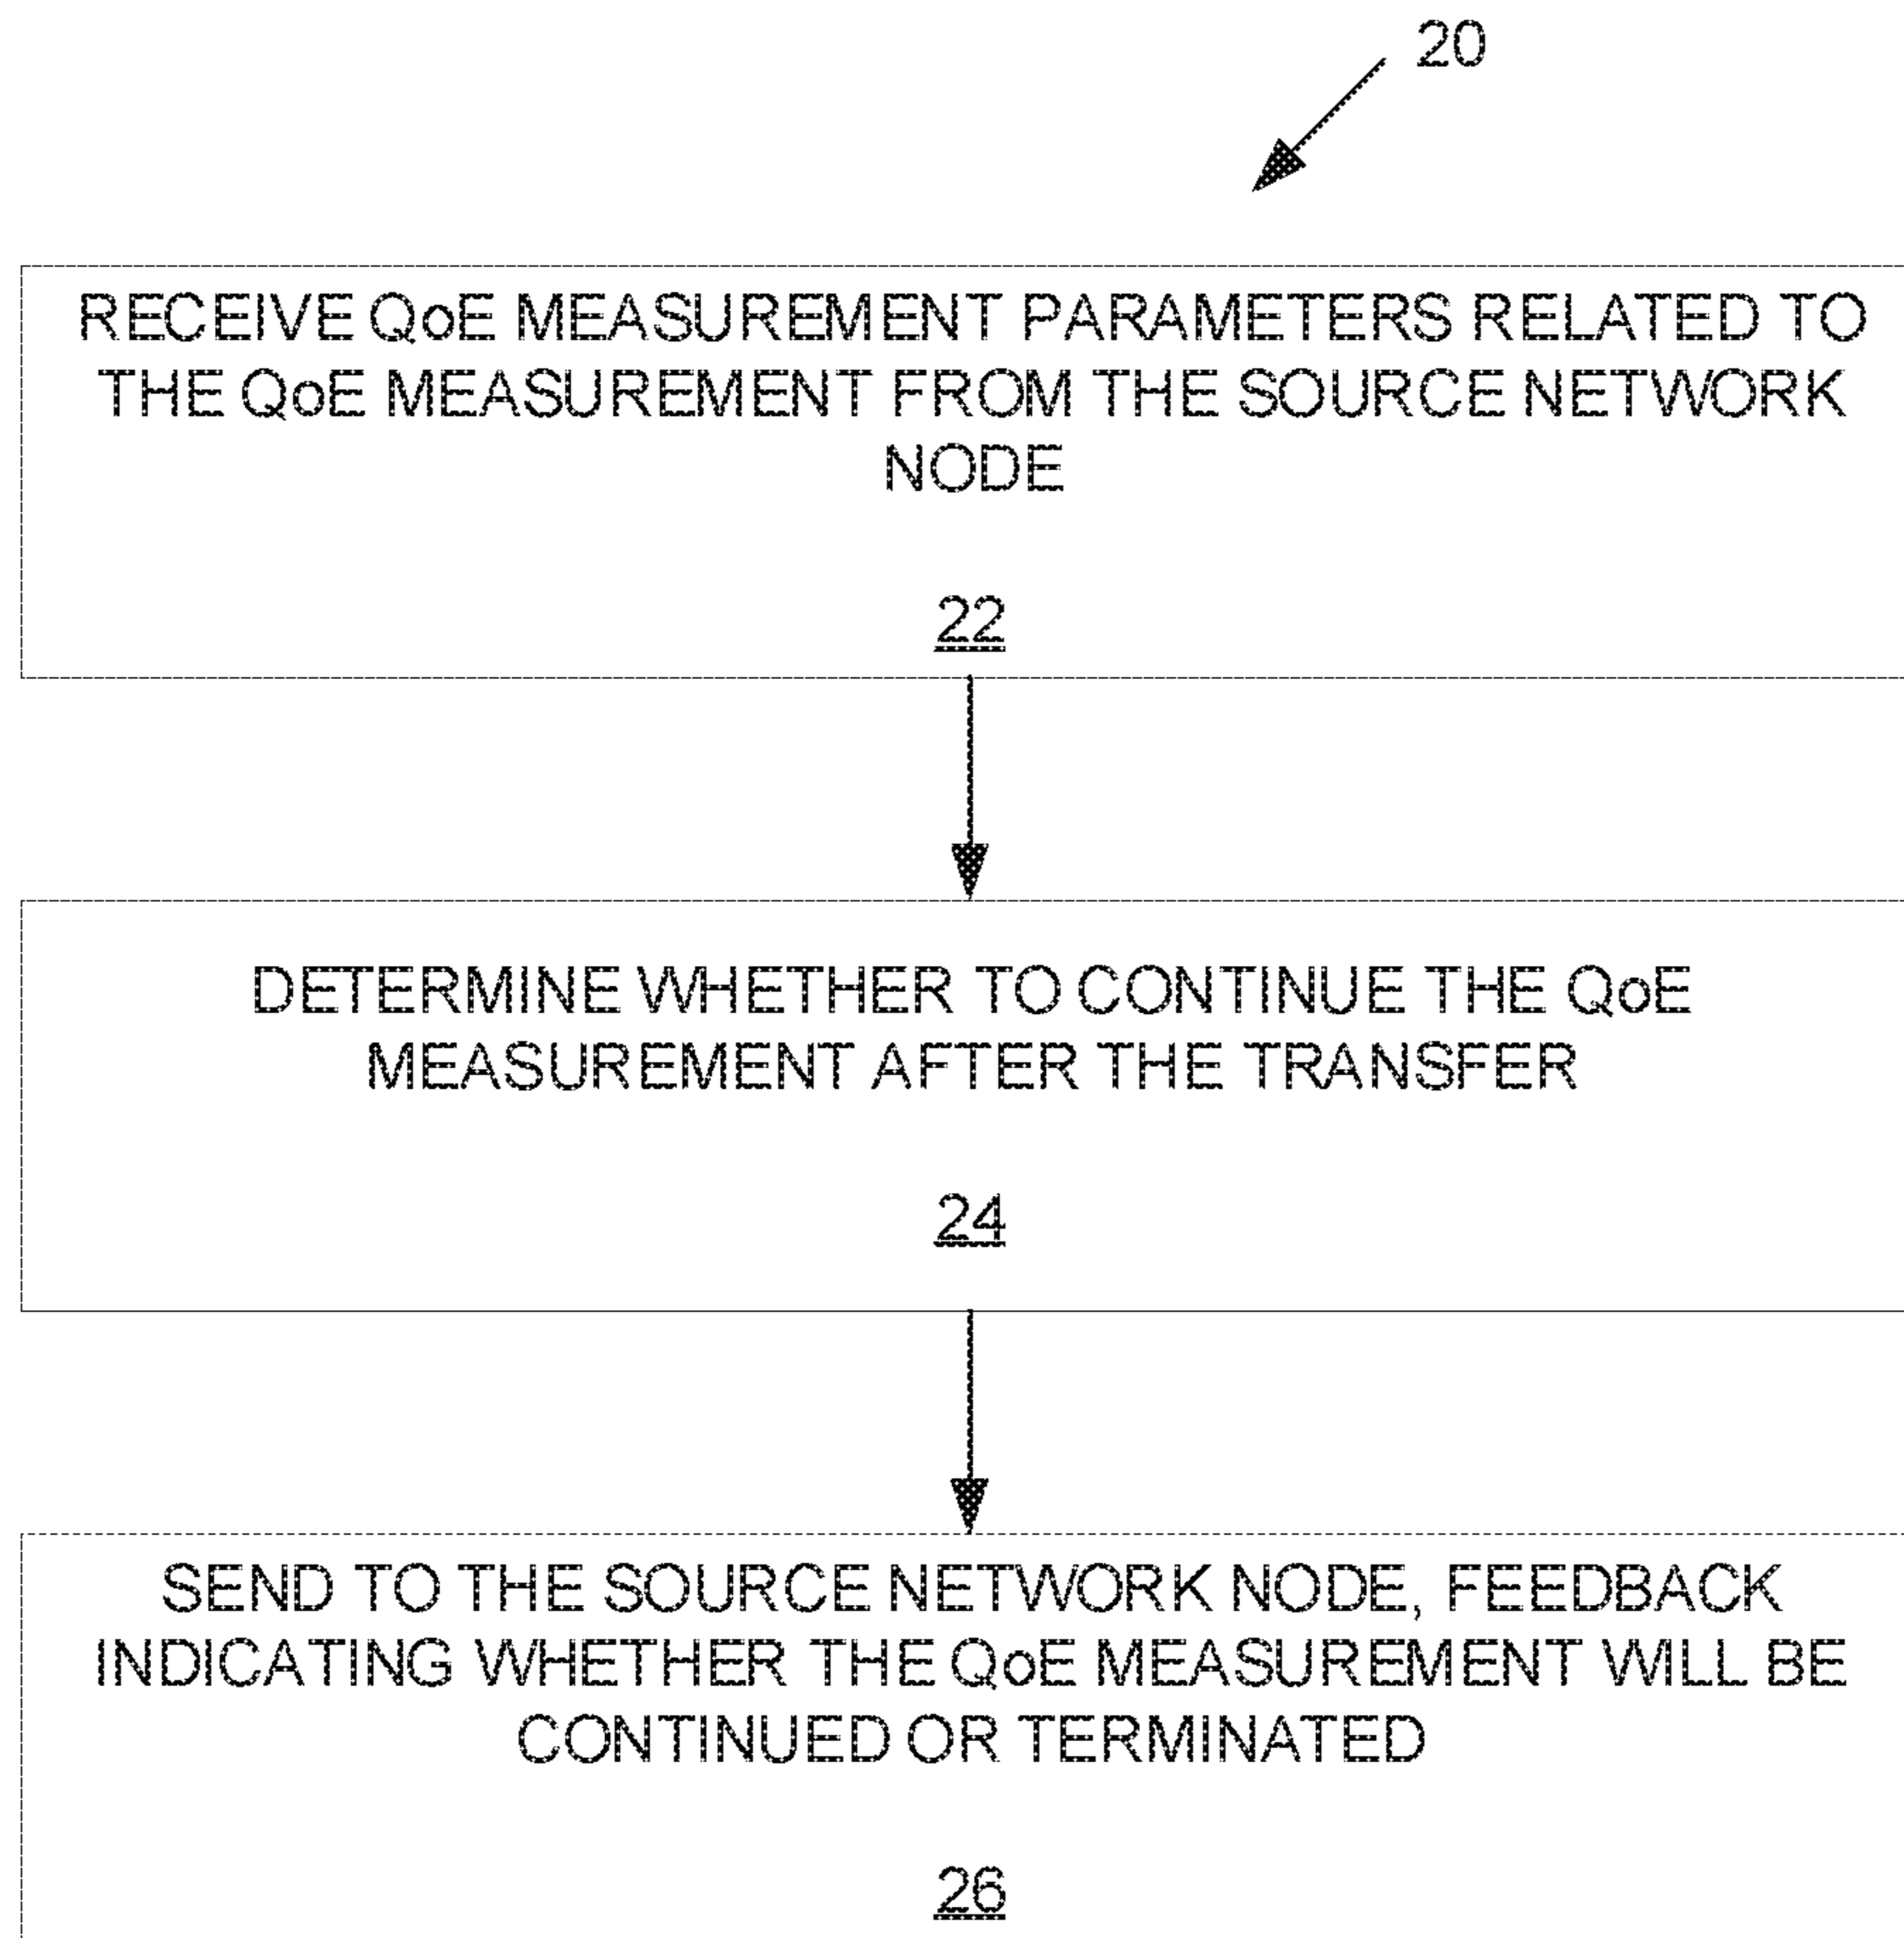 20
RECEIVE QoE MEASUREMENT PARAMETERS RELATED TO
THE QoE MEASUREMENT FROM THE SOURCE NETWORK
NODE
22
DETERMINE WHETHER TO CONTINUE THE QoE
MEASUREMENT AFTER THE TRANSFER
24
SEND TO THE SOURCE NETWORK NODE, FEEDBACK
INDICATING WHETHER THE QoE MEASUREMENT WILL BE
CONTINUED OR TERMINATED
26